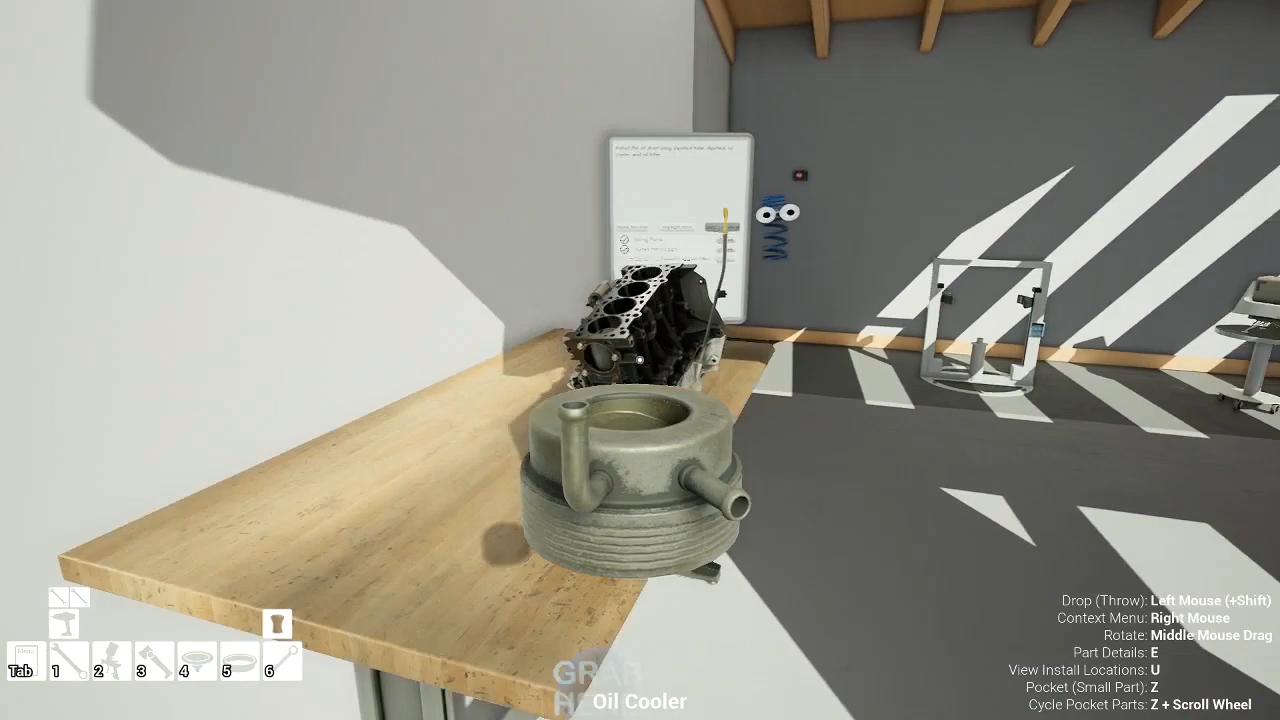 Tab
1
2
3
4
5
6
GRAB
Oil Cooler
Drop (Throw): Left Mouse (+Shift)
Context Menu: Right Mouse
Rotate: Middle Mouse Drag
Part Details: E
View Install Locations: U
Pocket (Small Part): Z
Cycle Pocket Parts: Z + Scroll Wheel